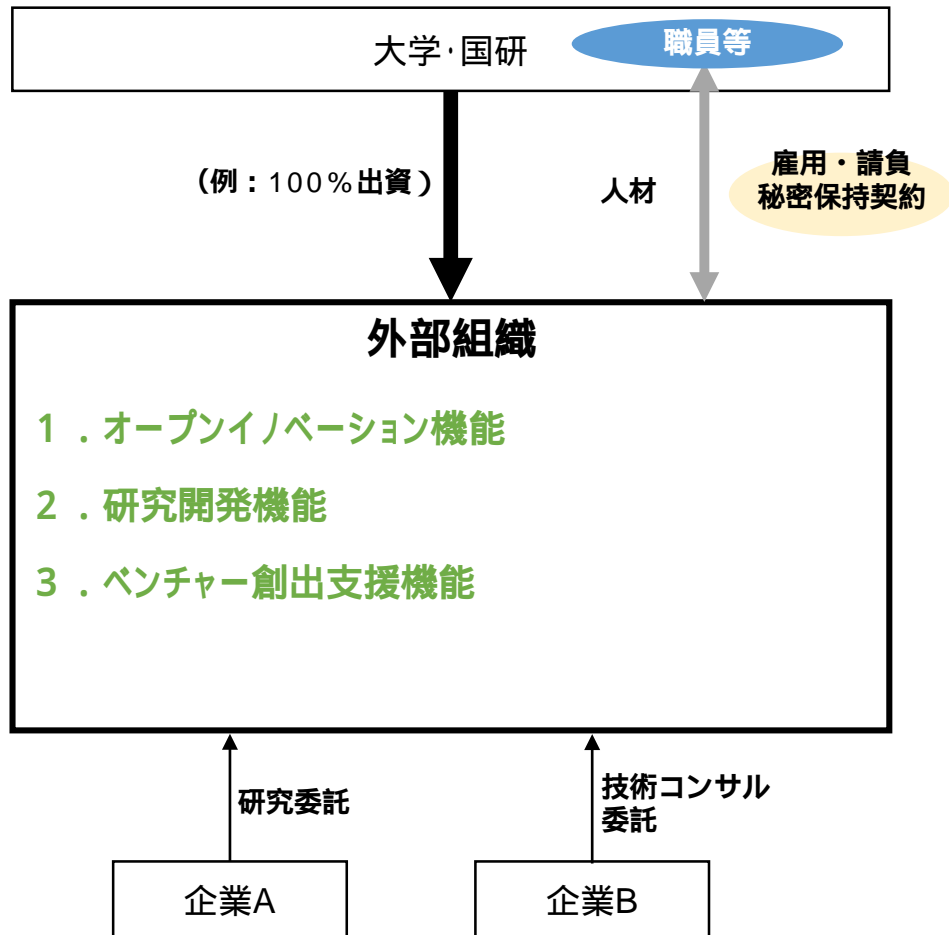 大学・国研
職員等
（例：100％出資）
人材
雇用・請負
秘密保持契約
外部組織
１．オープンイノベーション機能
２．研究開発機能
３．ベンチャー創出支援機能
研究委託
技術コンサル
委託
企業A
企業B